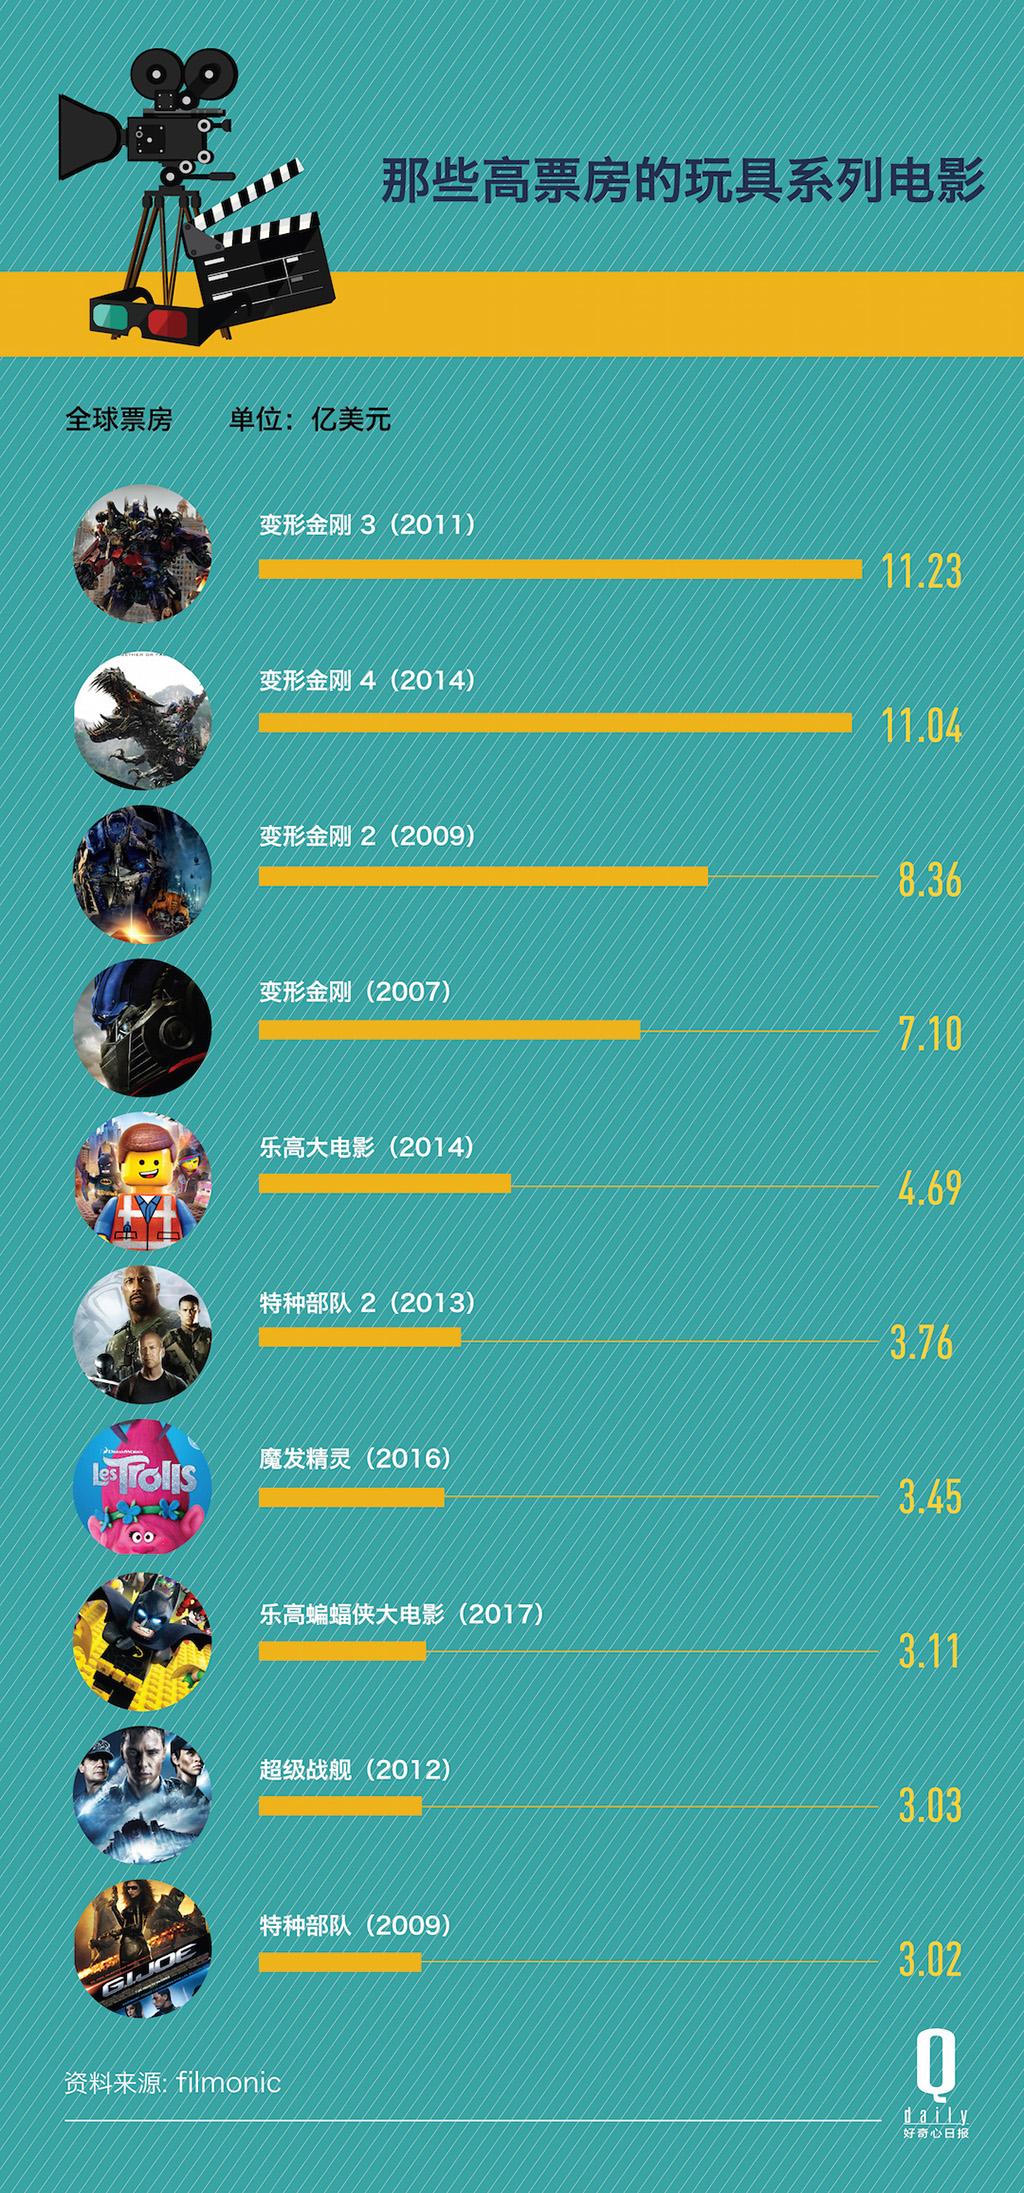 那些高票房的玩具系列电影
全球票房 单位：亿美元
变形金刚 3（2011）
11.23
变形金刚 4（2014）
11.04
变形金刚 2（2009）
8.36
变形金刚（2007）
7.10
乐高大电影（2014）
4.69
特种部队 2（2013）
3.76
LES TROLLS
魔发精灵（2016）
3.45
乐高蝙蝠侠大电影（2017）
3.11
超级战舰（2012）
3.03
G.I. JOE
特种部队（2009）
3.02
资料来源: filmonic
Q
daily
好奇心日报